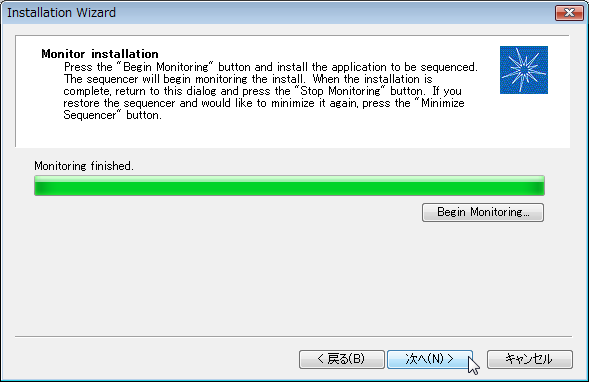 Installation Wizard
Monitor installation
Press the "Begin Monitoring" button and install the application to be sequenced.
The sequencer will begin monitoring the install. When the installation is
complete, return to this dialog and press the "Stop Monitoring" button. If you
restore the sequencer and would like to minimize it again, press the "Minimize
Sequencer" button.
Monitoring finished.
Begin Monitoring...
< 戻る(B)
次へ(N) >
キャンセル